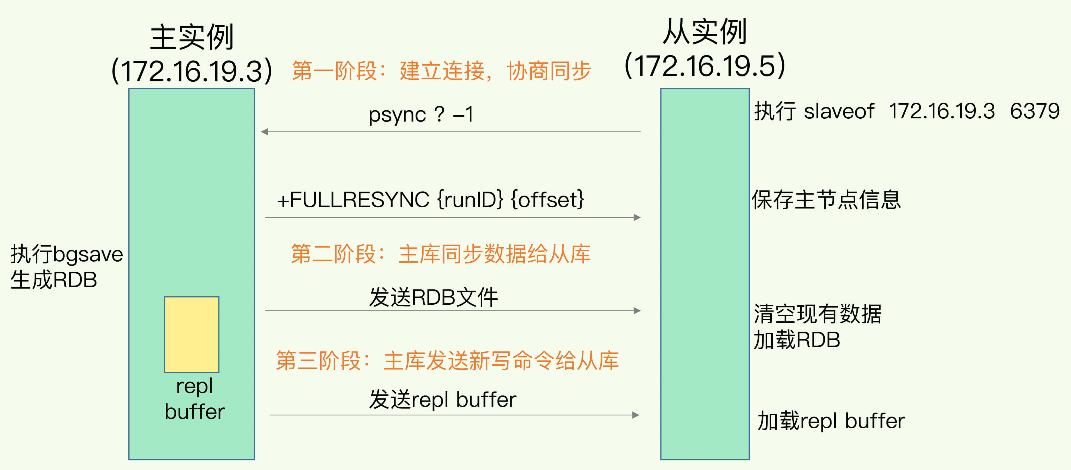 主实例
(172.16.19.3)
从实例
(172.16.19.5)
第一阶段：建立连接，协商同步
执行 slaveof 172.16.19.3 6379
psync ? -1
+FULLRESYNC {runID} {offset}
保存主节点信息
执行bgsave
生成RDB
第二阶段：主库同步数据给从库
发送RDB文件
清空现有数据
加载RDB
第三阶段：主库发送新写命令给从库
repl
buffer
发送repl buffer
加载repl buffer